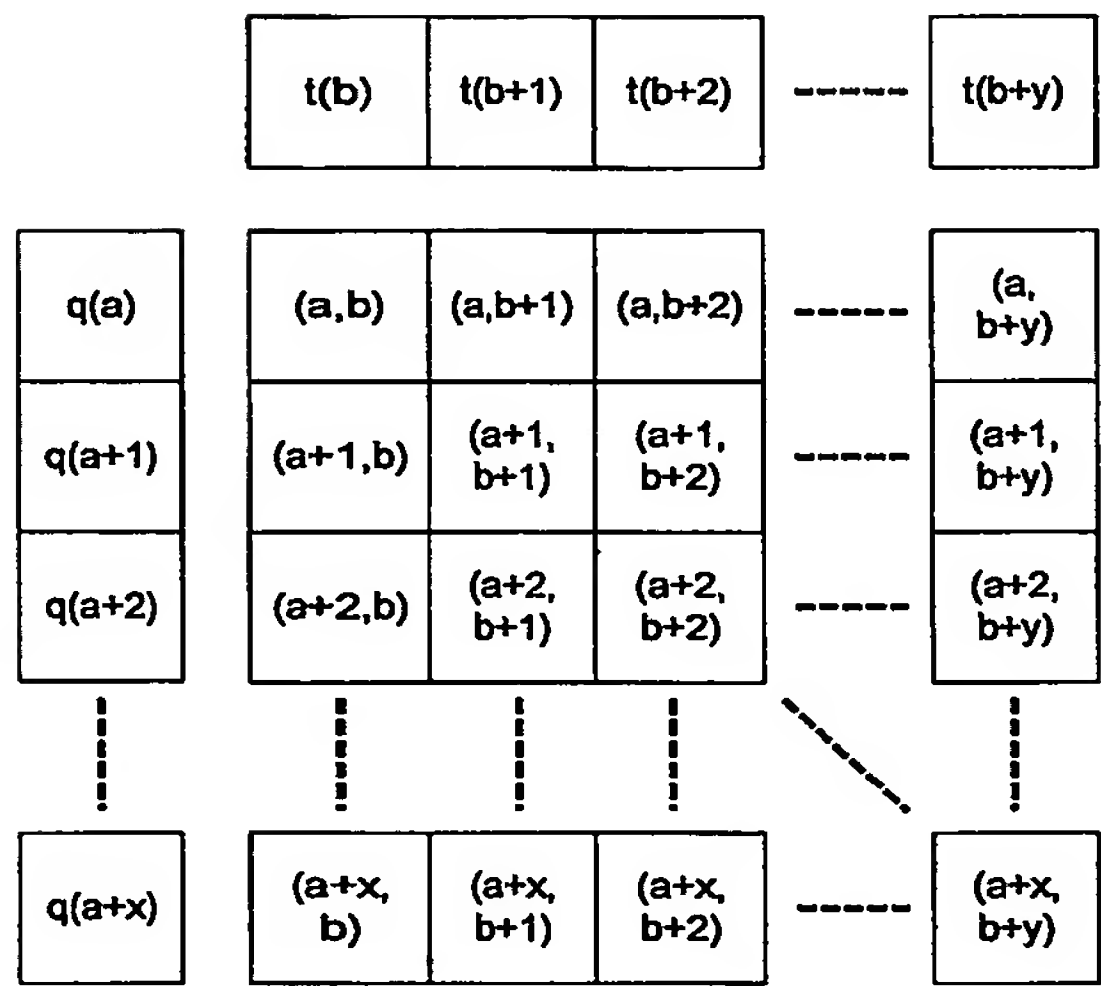 t(b) t(b+1) t(b+2) t(b+y)
q(a) (a,b) (a,b+1) (a,b+2) (a,
b+y)
q(a+1) (a+1,b) (a+1, (a+1, (a+1,
b+1) b+2) b+y)
q(a+2) (a+2,b) (a+2, (a+2, (a+2,
b+1) b+2) b+y)
q(a+x) (a+x, (a+x, (a+x, (a+x,
b) b+1) b+2) b+y)